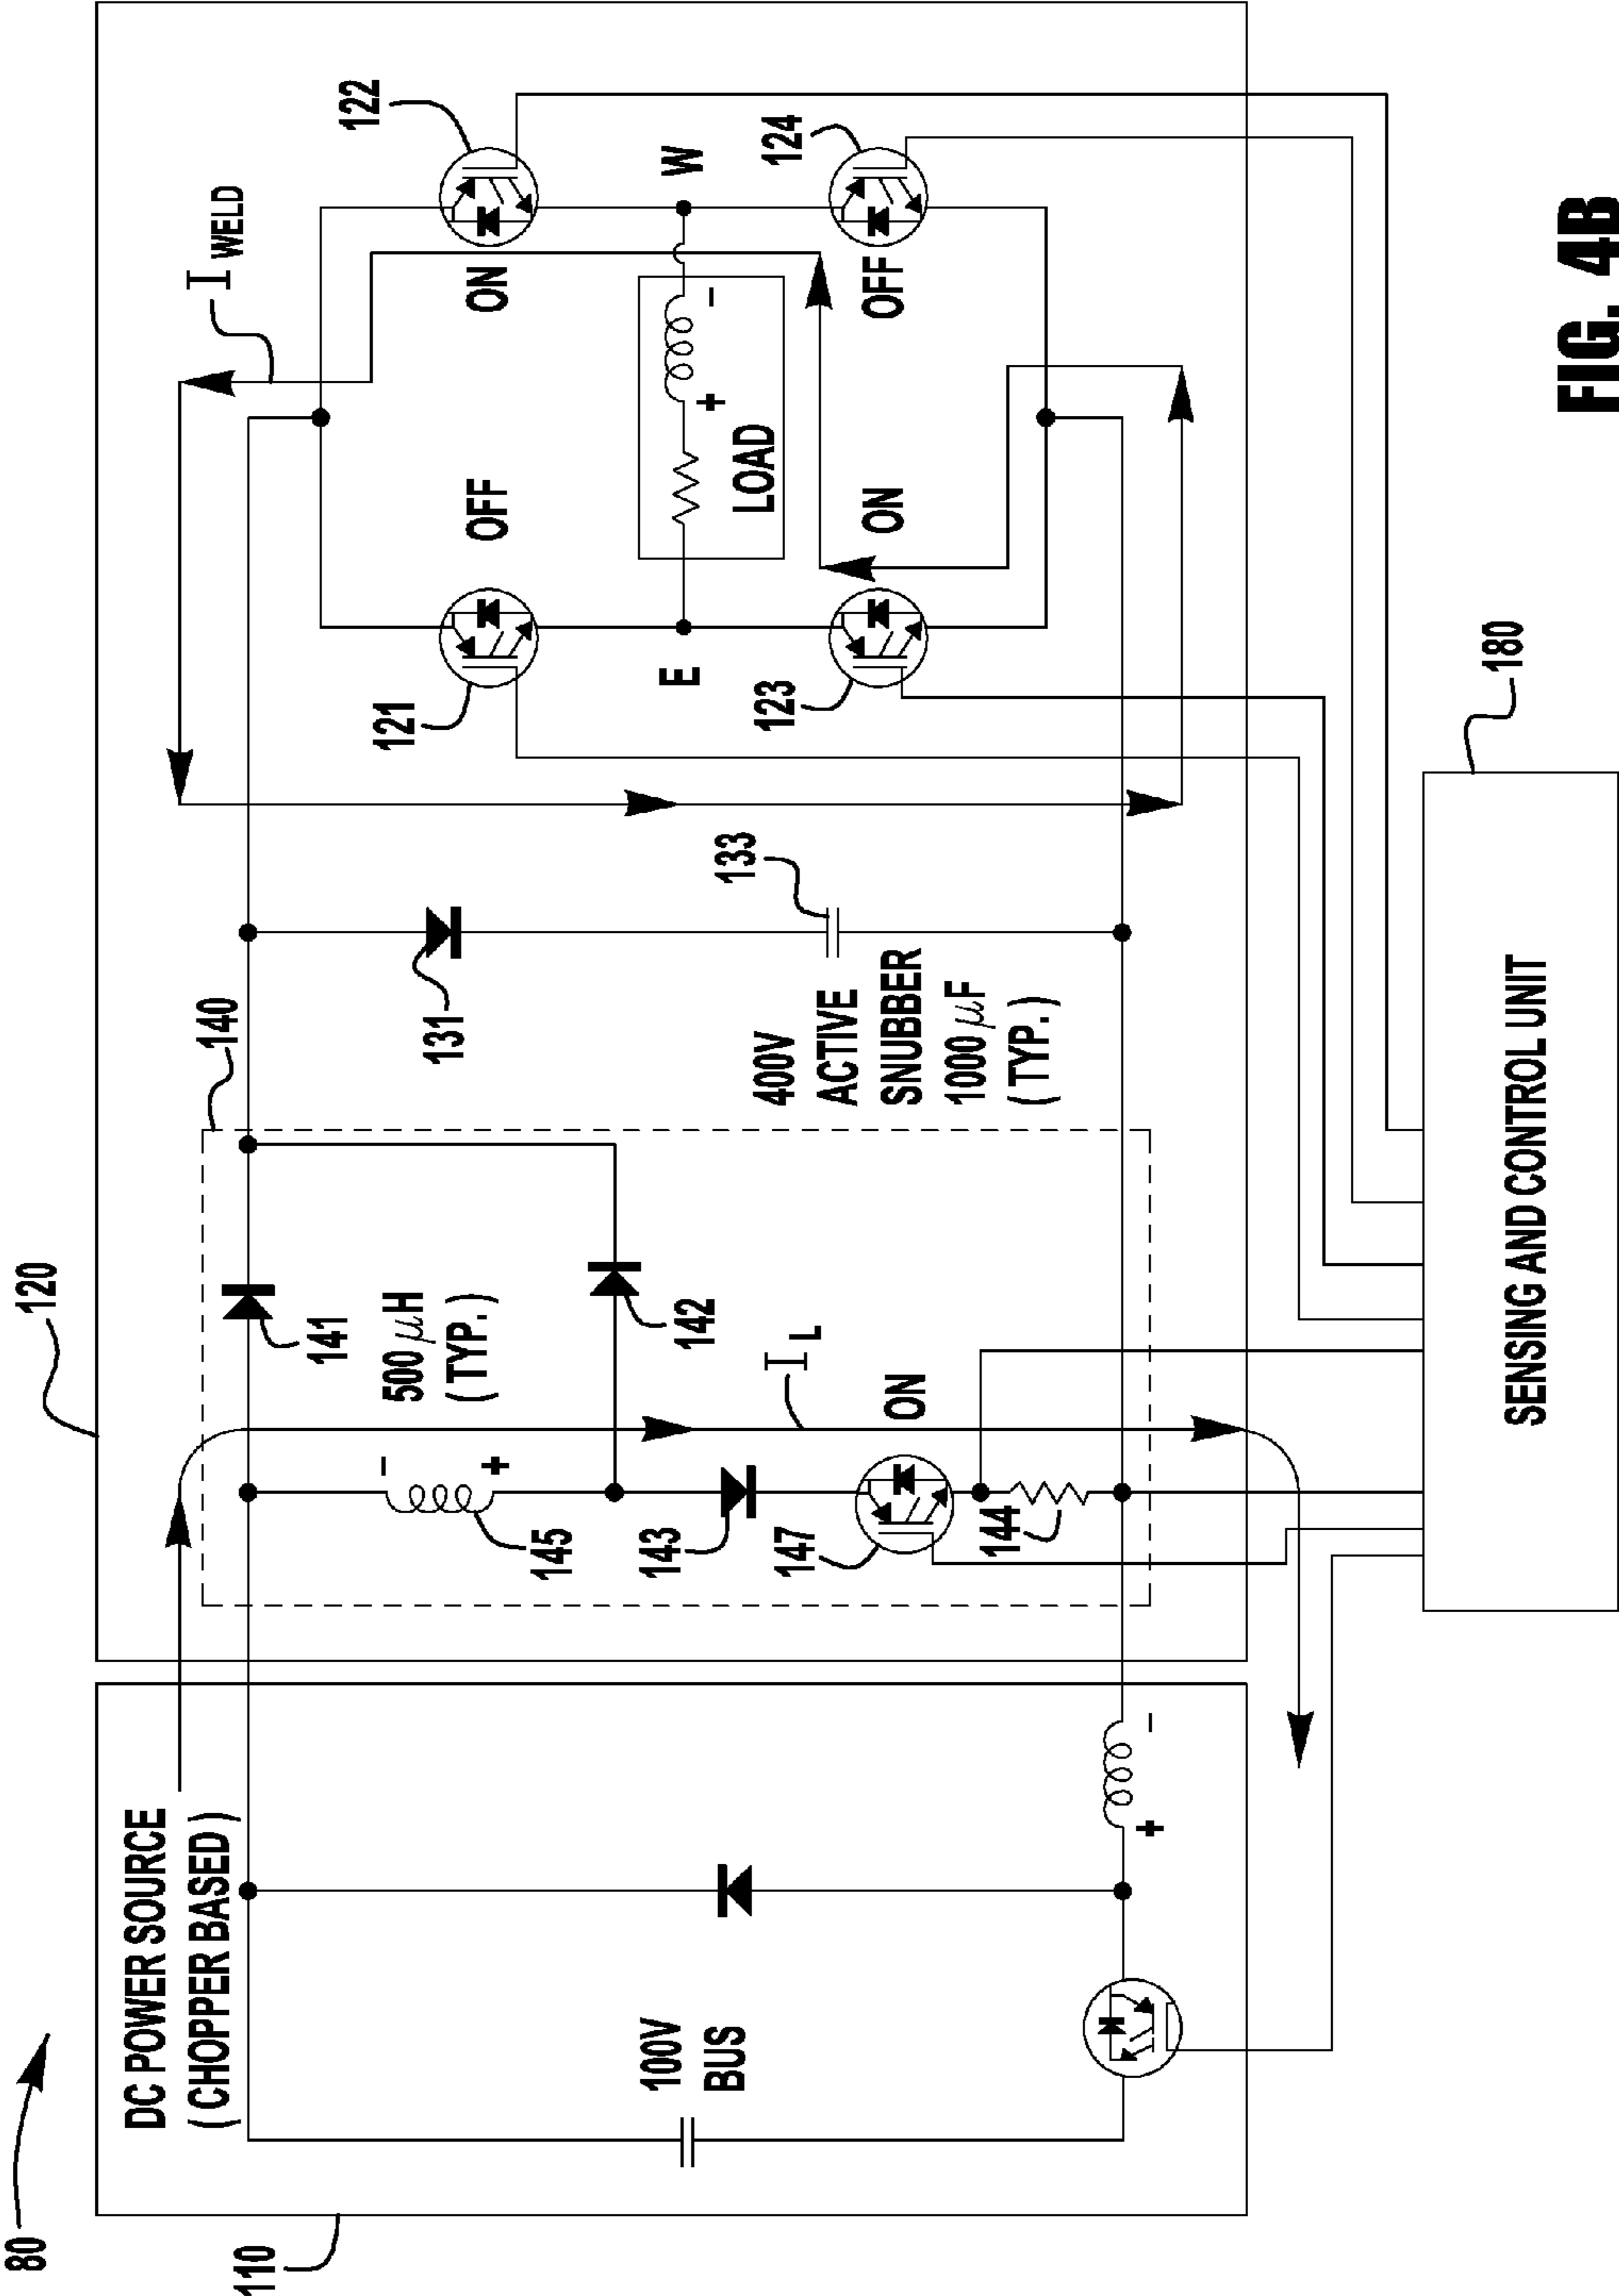 80
110
DC POWER SOURCE
(CHOPPER BASED)
100V
BUS
+
-
120
140
141
500 μH
(TYP.)
-
+
145
142
143
147
ON
I L
144
131
133
400V
ACTIVE
SNUBBER
1000 μF
(TYP.)
I WELD
121
OFF
122
ON
E
W
LOAD
+
-
123
ON
124
OFF
180
SENSING AND CONTROL UNIT
FIG. 4B